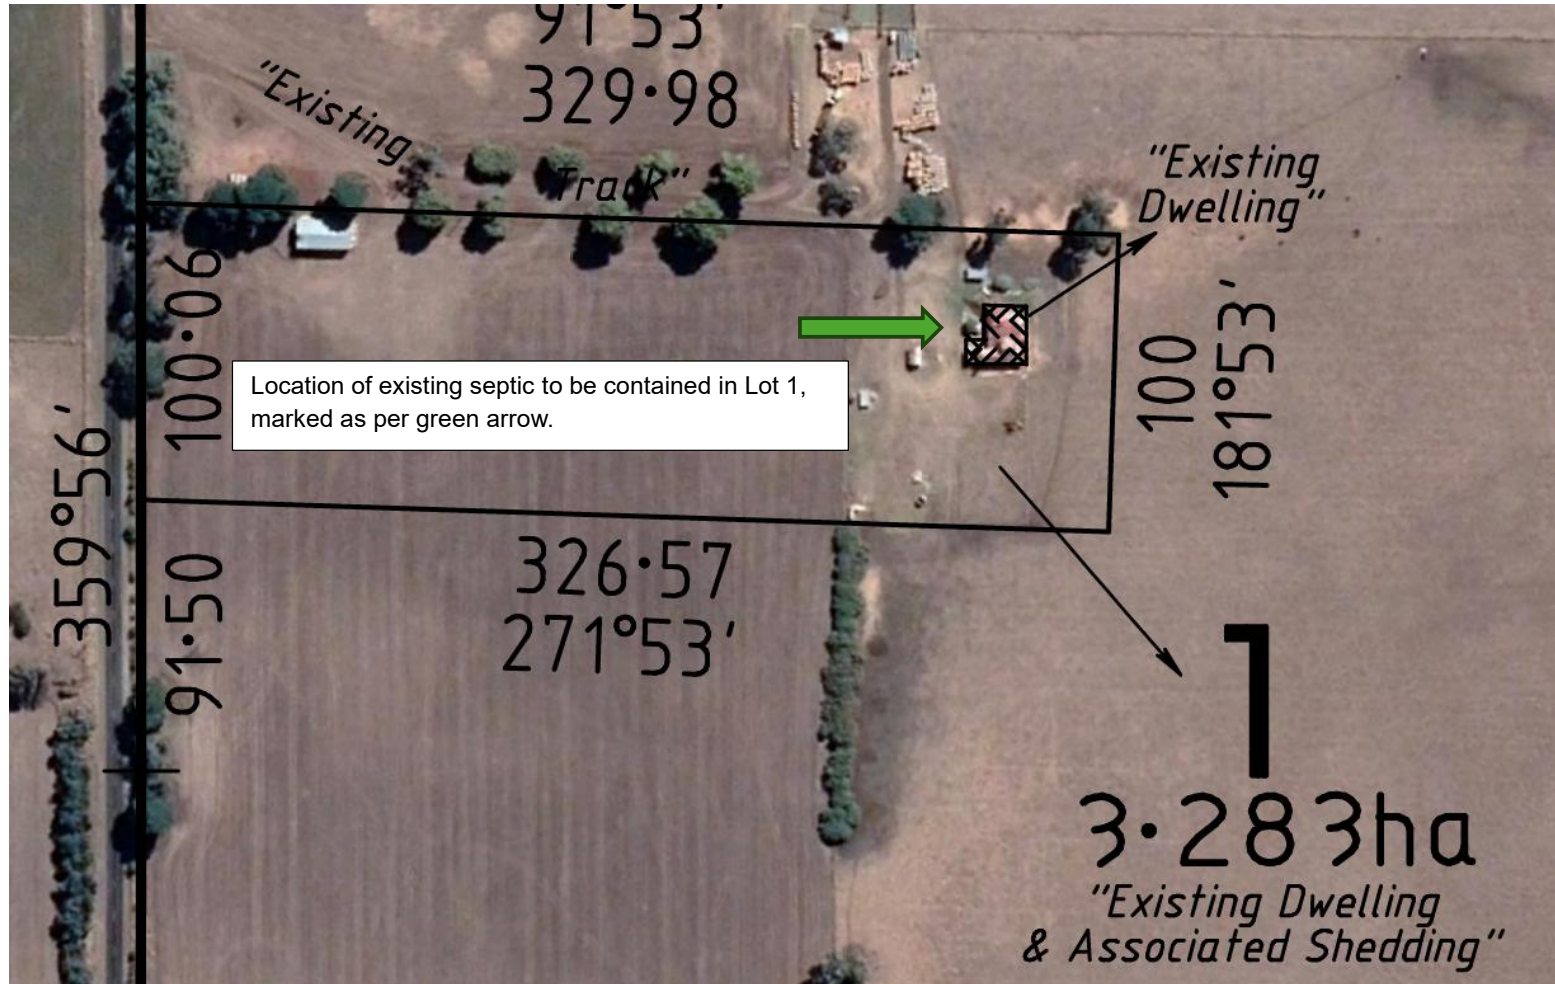 91°53'
329·98
"Existing
Track"
"Existing
Dwelling"
100·06
100
181°53'
Location of existing septic to be contained in Lot 1,
marked as per green arrow.
359°56'
91·50
326·57
271°53'
1
3·283ha
"Existing Dwelling
& Associated Shedding"